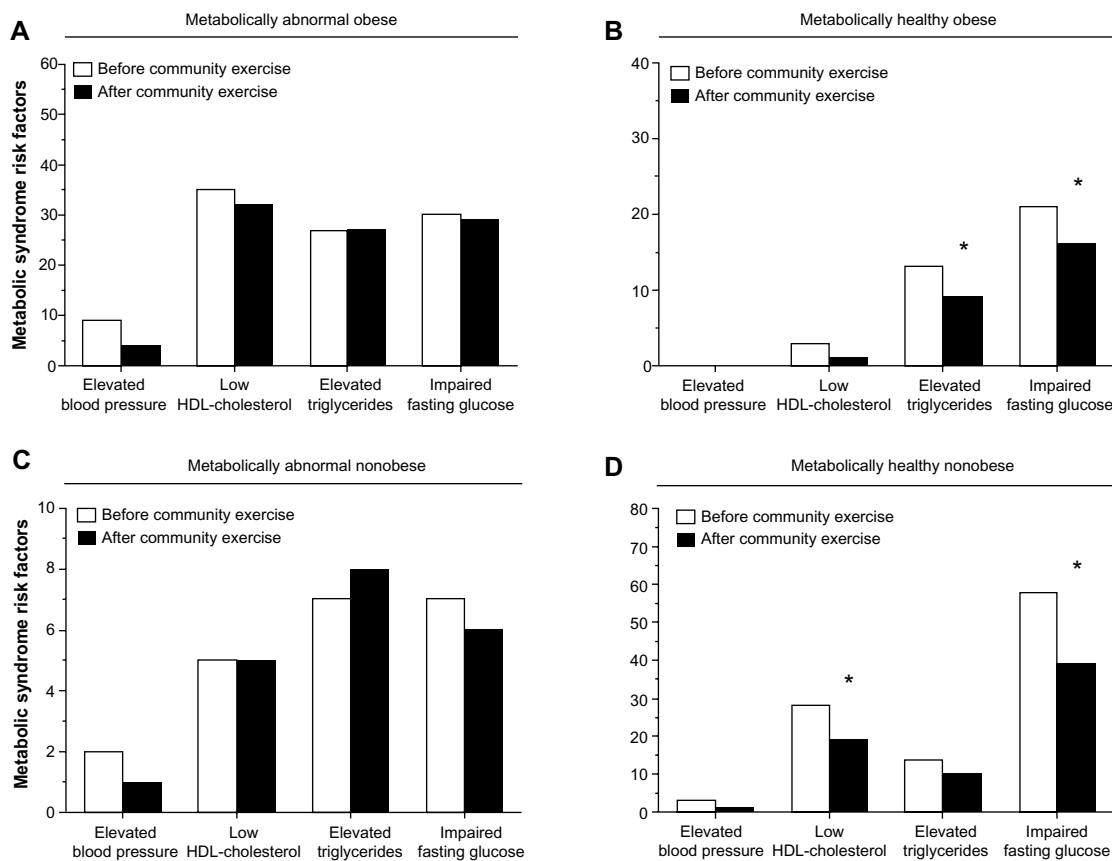 A
Metabolically abnormal obese
Metabolic syndrome risk factors
60
50
40
30
20
10
0
Before community exercise
After community exercise
Elevated
blood pressure
Low
HDL-cholesterol
Elevated
triglycerides
Impaired
fasting glucose
B
Metabolically healthy obese
40
30
20
10
0
Before community exercise
After community exercise
*
*
Elevated
blood pressure
Low
HDL-cholesterol
Elevated
triglycerides
Impaired
fasting glucose
C
Metabolically abnormal nonobese
Metabolic syndrome risk factors
10
8
6
4
2
0
Before community exercise
After community exercise
Elevated
blood pressure
Low
HDL-cholesterol
Elevated
triglycerides
Impaired
fasting glucose
D
Metabolically healthy nonobese
80
70
60
50
40
30
20
10
0
Before community exercise
After community exercise
*
*
Elevated
blood pressure
Low
HDL-cholesterol
Elevated
triglycerides
Impaired
fasting glucose